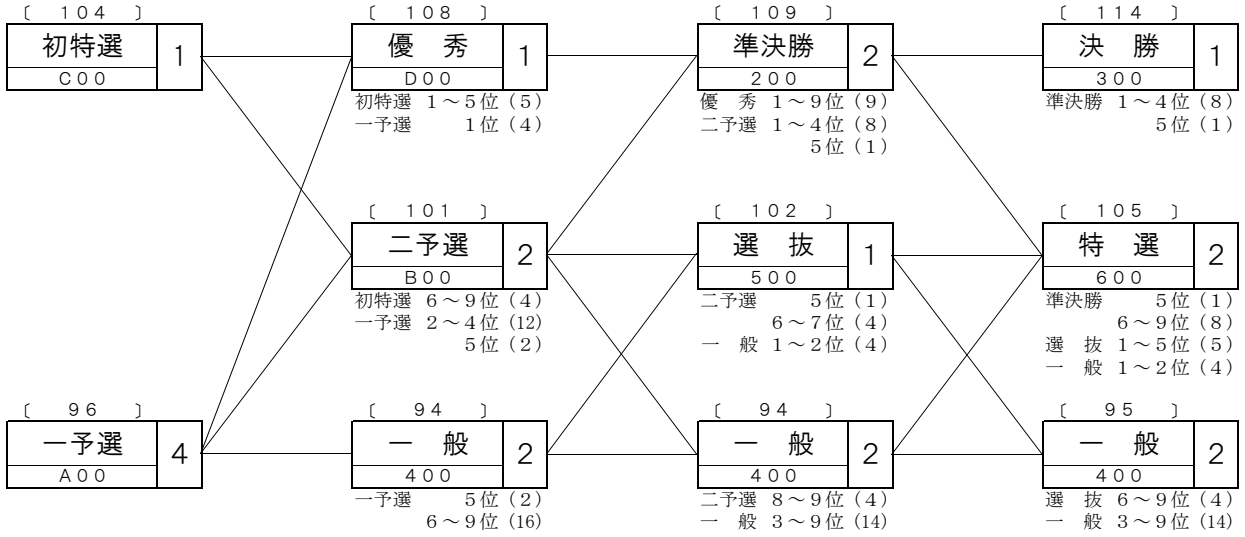 〔 １０４ 〕
初特選 1
Ｃ００
〔 １０８ 〕
優 秀 1
Ｄ００
初特選 １～５位（５）
一予選 １位（４）
〔 １０９ 〕
準決勝 2
２００
優 秀 １～９位（９）
二予選 １～４位（８）
５位（１）
〔 １１４ 〕
決 勝 1
３００
準決勝 １～４位（８）
５位（１）
〔 １０１ 〕
二予選 2
Ｂ００
初特選 ６～９位（４）
一予選 ２～４位（12）
５位（２）
〔 １０２ 〕
選 抜 1
５００
二予選 ５位（１）
６～７位（４）
一 般 １～２位（４）
〔 １０５ 〕
特 選 2
６００
準決勝 ５位（１）
６～９位（８）
選 抜 １～５位（５）
一 般 １～２位（４）
〔 ９６ 〕
一予選 4
Ａ００
〔 ９４ 〕
一 般 2
４００
一予選 ５位（２）
６～９位（16）
〔 ９４ 〕
一 般 2
４００
二予選 ８～９位（４）
一 般 ３～９位（14）
〔 ９５ 〕
一 般 2
４００
選 抜 ６～９位（４）
一 般 ３～９位（14）